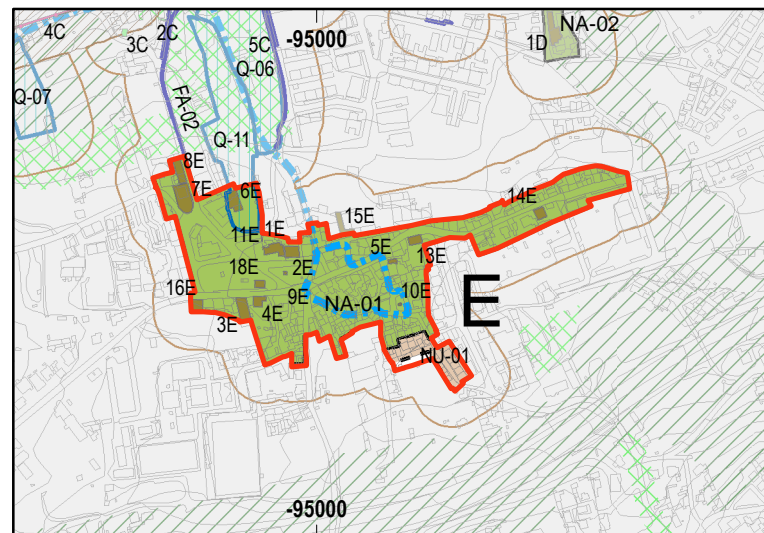 4C
3C
2C
5C
-95000
NA-02
1D
Q-06
Q-07
FA-02
Q-11
8E
7E
6E
14E
15E
11E
1E
5E
13E
18E
2E
16E
9E
NA-01
10E
3E
4E
E
NU-01
-95000